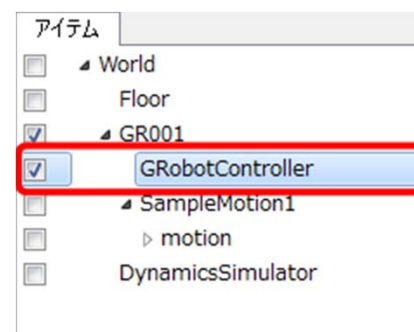 アイテム
World
Floor
GR001
GRobotController
SampleMotion1
motion
DynamicsSimulator